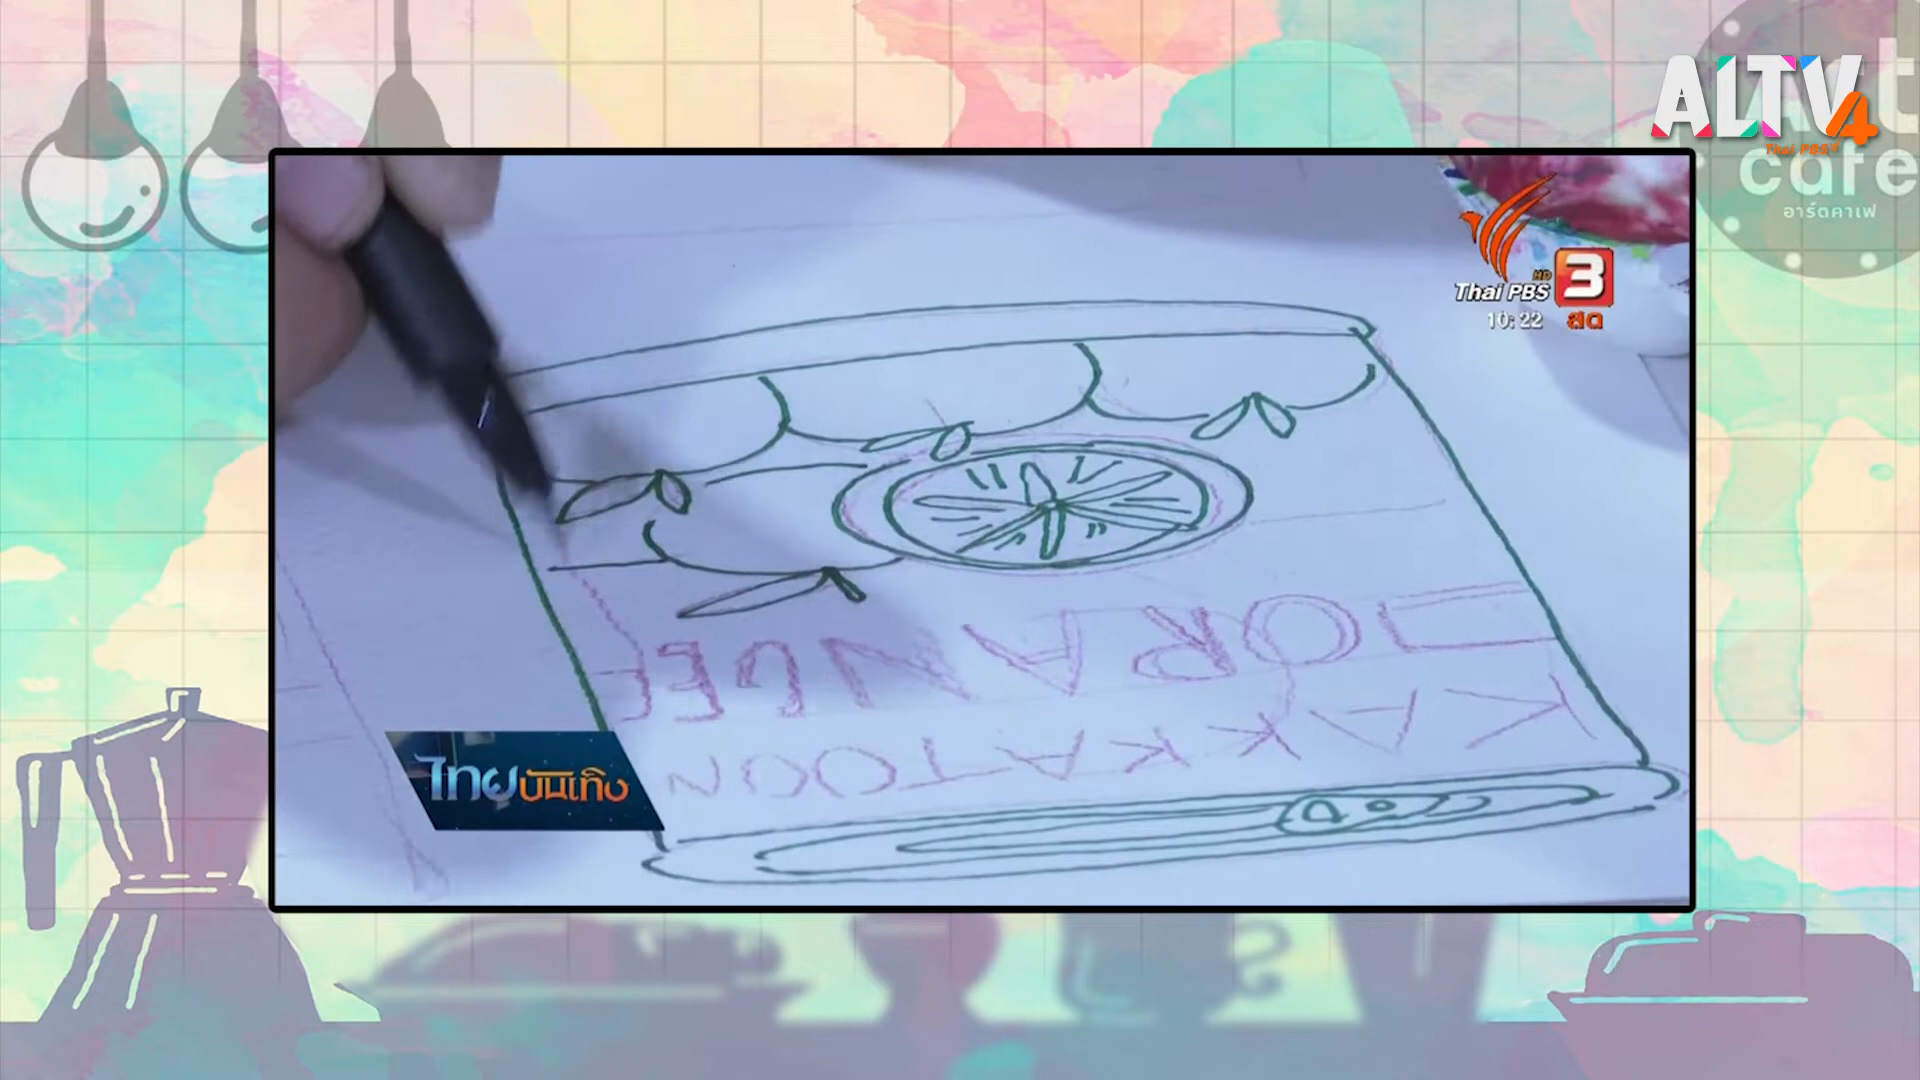 ALTV4
Thai PBS
cafe
อาร์ตคาเฟ่
HD
Thai PBS 3
10:22 สด
ORANGE
KAKKATOON
ไทยบันเทิง